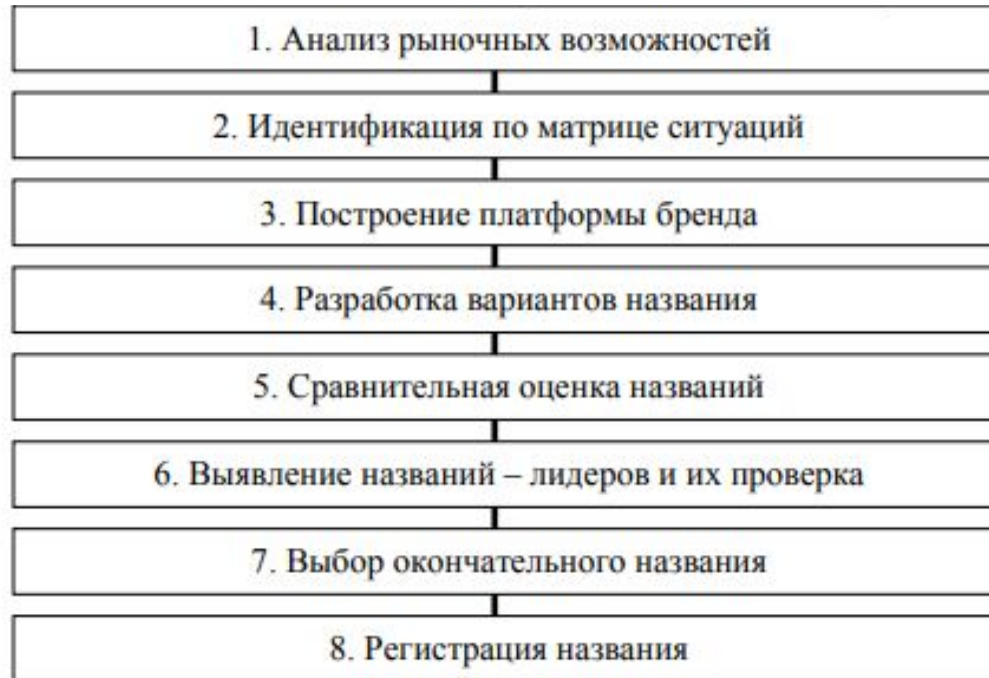 1. Анализ рыночных возможностей
2. Идентификация по матрице ситуаций
3. Построение платформы бренда
4. Разработка вариантов названия
5. Сравнительная оценка названий
6. Выявление названий – лидеров и их проверка
7. Выбор окончательного названия
8. Регистрация названия